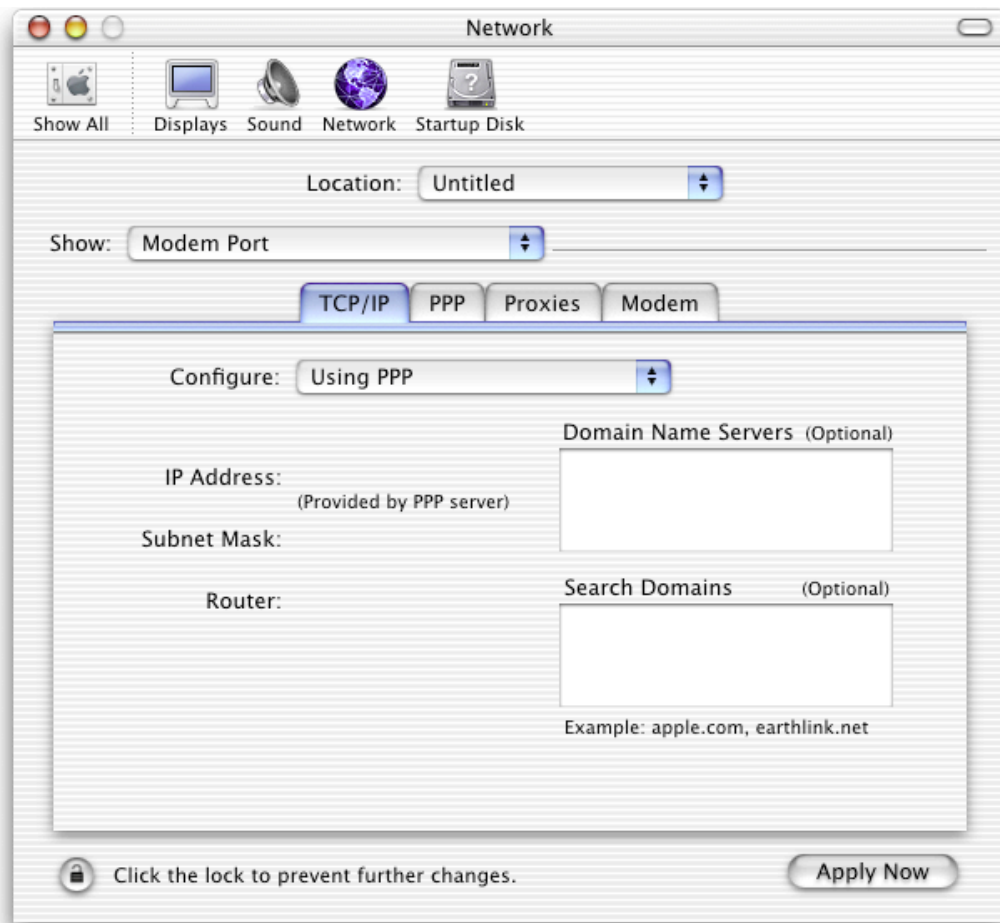 Network
Show All Displays Sound Network Startup Disk
Location: Untitled
Show: Modem Port
TCP/IP PPP Proxies Modem
Configure: Using PPP
Domain Name Servers (Optional)
IP Address:
(Provided by PPP server)
Subnet Mask:
Search Domains (Optional)
Router:
Example: apple.com, earthlink.net
Click the lock to prevent further changes. Apply Now